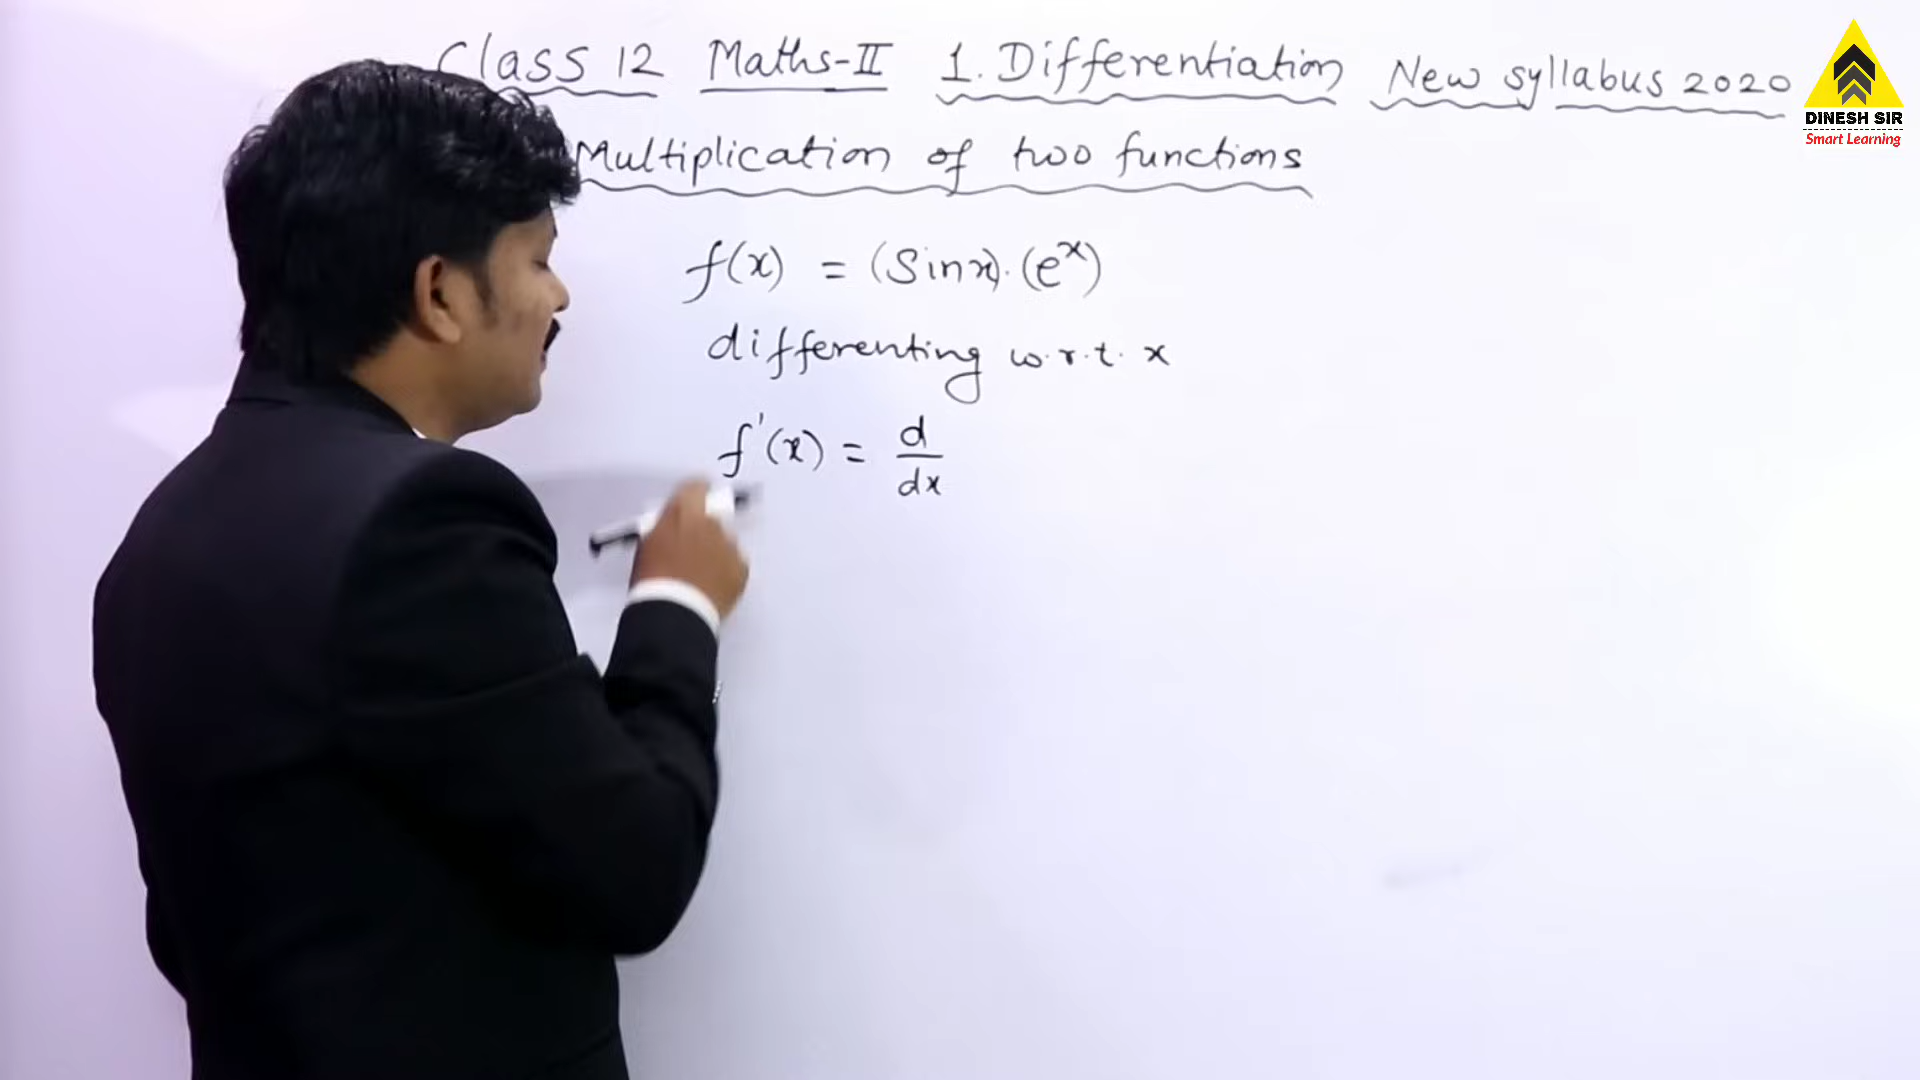 Class 12 Maths-II 1. Differentiation New syllabus 2020
DINESH SIR
Smart Learning
Multiplication of two functions
f(x) = (Sinx).(eˣ)
differenting w.r.t. x
f'(x) = d/dx